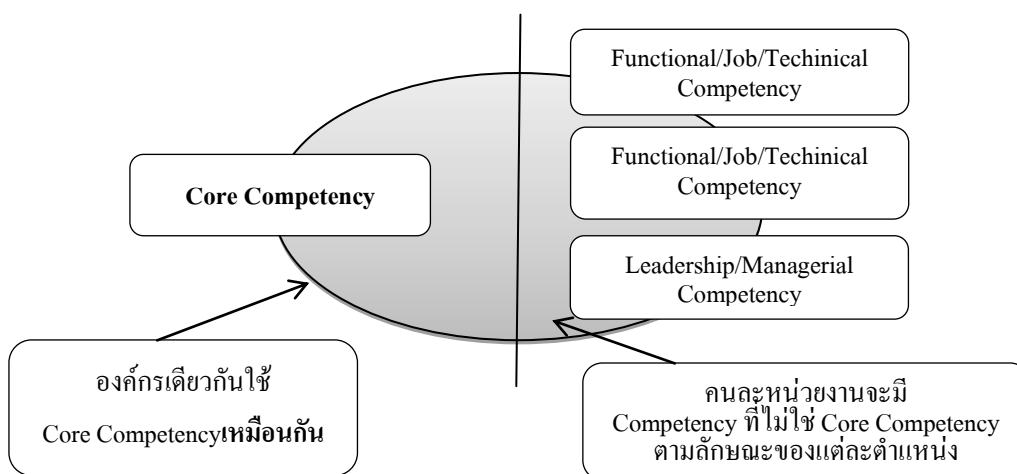 Functional/Job/Techinical
Competency
Core Competency
Functional/Job/Techinical
Competency
Leadership/Managerial
Competency
องค์กรเดียวกันใช้
Core Competencyเหมือนกัน
คนละหน่วยงานจะมี
Competency ที่ไม่ใช่ Core Competency
ตามลักษณะของแต่ละตำแหน่ง